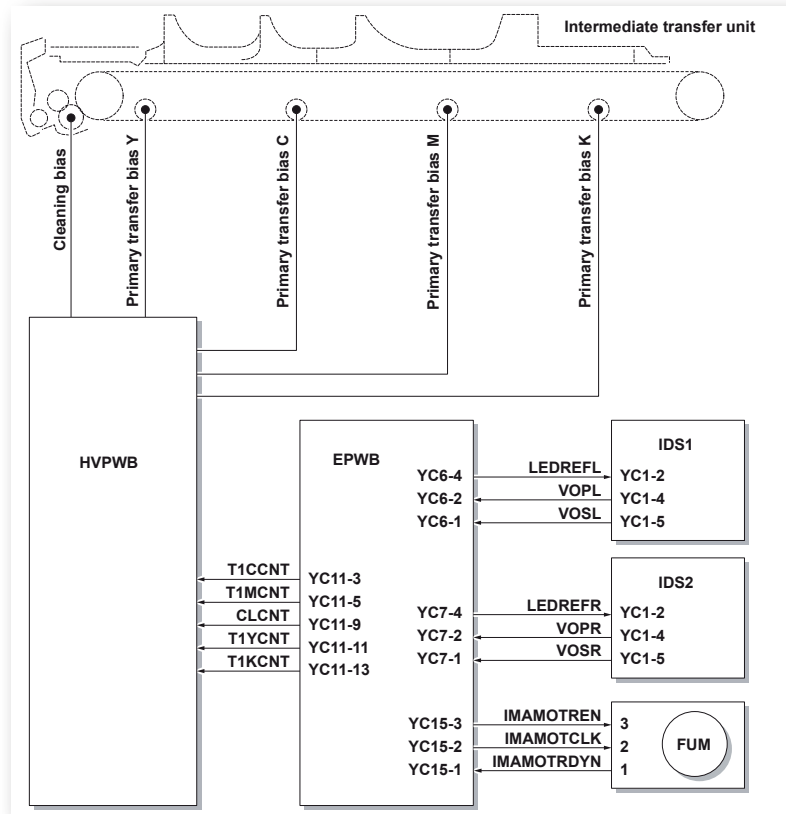 Intermediate transfer unit
Cleaning bias
Primary transfer bias Y
Primary transfer bias C
Primary transfer bias M
Primary transfer bias K
HVPWB
EPWB
IDS1
YC6-4 LEDREFL YC1-2
YC6-2 VOPL YC1-4
YC6-1 VOSL YC1-5
T1CCNT YC11-3
T1MCNT YC11-5
CLCNT YC11-9
T1YCNT YC11-11
T1KCNT YC11-13
IDS2
YC7-4 LEDREFR YC1-2
YC7-2 VOPR YC1-4
YC7-1 VOSR YC1-5
YC15-3 IMAMOTREN 3
YC15-2 IMAMOTCLK 2
YC15-1 IMAMOTRDYN 1
FUM